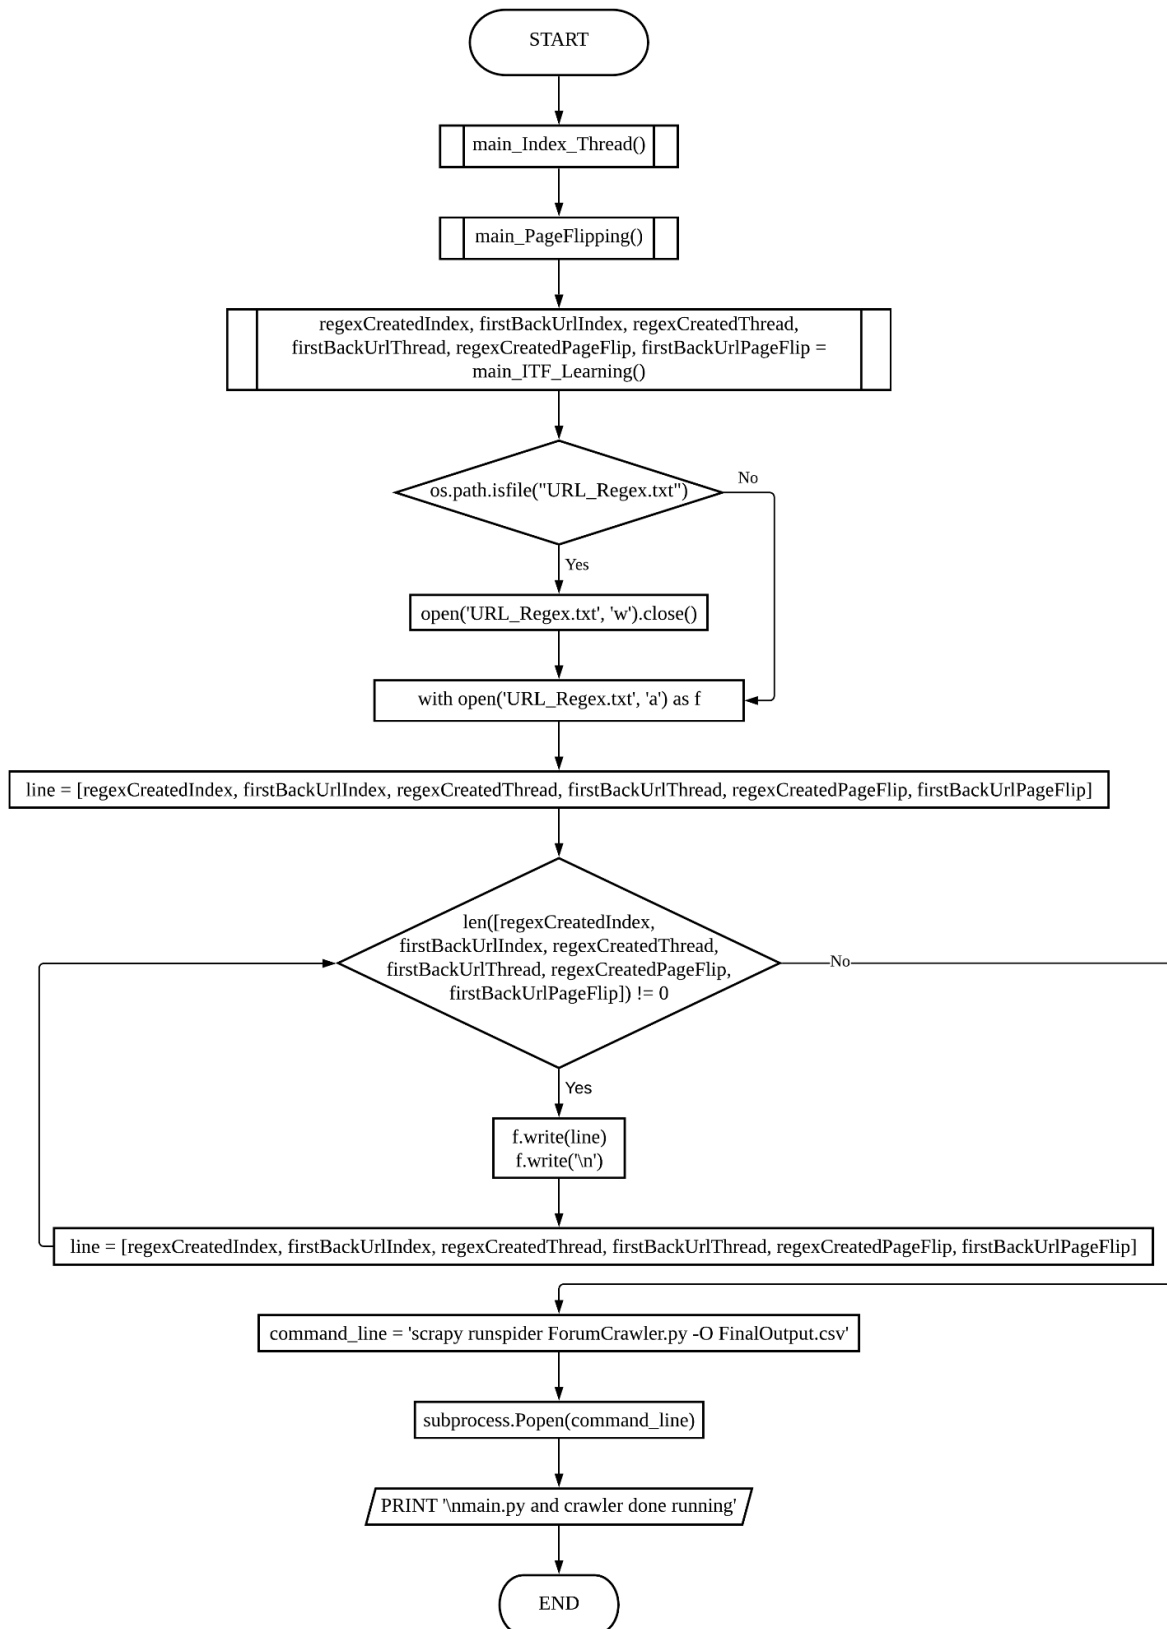 START
main_Index_Thread()
main_PageFlipping()
regexCreatedIndex, firstBackUrlIndex, regexCreatedThread,
firstBackUrlThread, regexCreatedPageFlip, firstBackUrlPageFlip =
main_ITF_Learning()
os.path.isfile("URL_Regex.txt")
No
Yes
open('URL_Regex.txt', 'w').close()
with open('URL_Regex.txt', 'a') as f
line = [regexCreatedIndex, firstBackUrlIndex, regexCreatedThread, firstBackUrlThread, regexCreatedPageFlip, firstBackUrlPageFlip]
len([regexCreatedIndex,
firstBackUrlIndex, regexCreatedThread,
firstBackUrlThread, regexCreatedPageFlip,
firstBackUrlPageFlip]) != 0
No
Yes
f.write(line)
f.write('\n')
line = [regexCreatedIndex, firstBackUrlIndex, regexCreatedThread, firstBackUrlThread, regexCreatedPageFlip, firstBackUrlPageFlip]
command_line = 'scrapy runspider ForumCrawler.py -O FinalOutput.csv'
subprocess.Popen(command_line)
PRINT '\nmain.py and crawler done running'
END